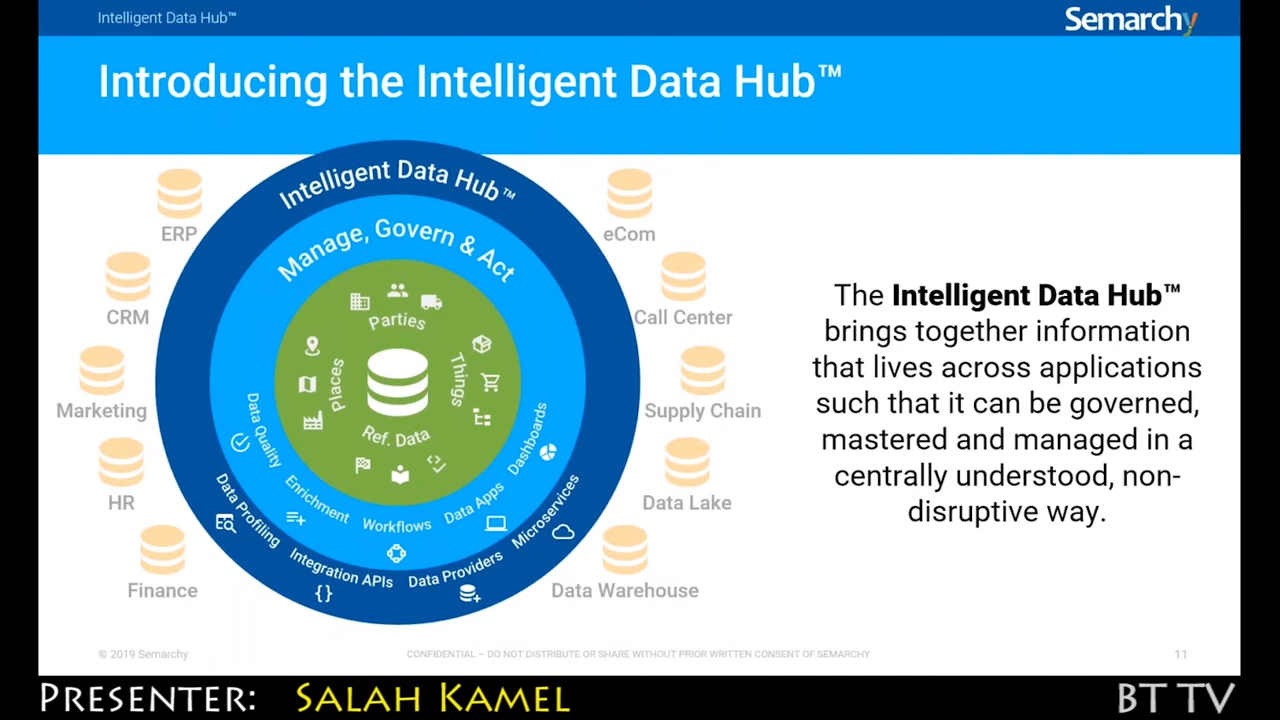 Intelligent Data Hub™
Semarchy
Introducing the Intelligent Data Hub™
Intelligent Data Hub™
Manage, Govern & Act
Parties
Places
Things
Ref. Data
Data Quality
Enrichment
Workflows
Data Apps
Dashboards
Data Profiling
Integration APIs
Data Providers
Microservices
ERP
CRM
Marketing
HR
Finance
eCom
Call Center
Supply Chain
Data Lake
Data Warehouse
The Intelligent Data Hub™
brings together information
that lives across applications
such that it can be governed,
mastered and managed in a
centrally understood, non-
disruptive way.
© 2019 Semarchy
CONFIDENTIAL – DO NOT DISTRIBUTE OR SHARE WITHOUT PRIOR WRITTEN CONSENT OF SEMARCHY
11
PRESENTER: SALAH KAMEL
BT TV